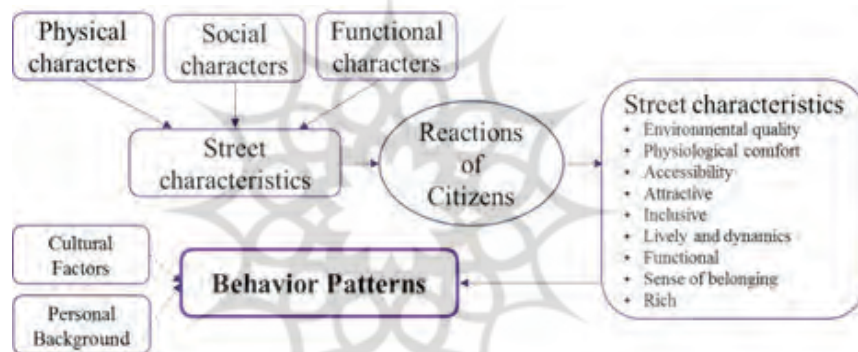 Physical
characters
Social
characters
Functional
characters
Street
characteristics
Reactions
of
Citizens
Street characteristics
• Environmental quality
• Physiological comfort
• Accessibility
• Attractive
• Inclusive
• Lively and dynamics
• Functional
• Sense of belonging
• Rich
Cultural
Factors
Personal
Background
Behavior Patterns